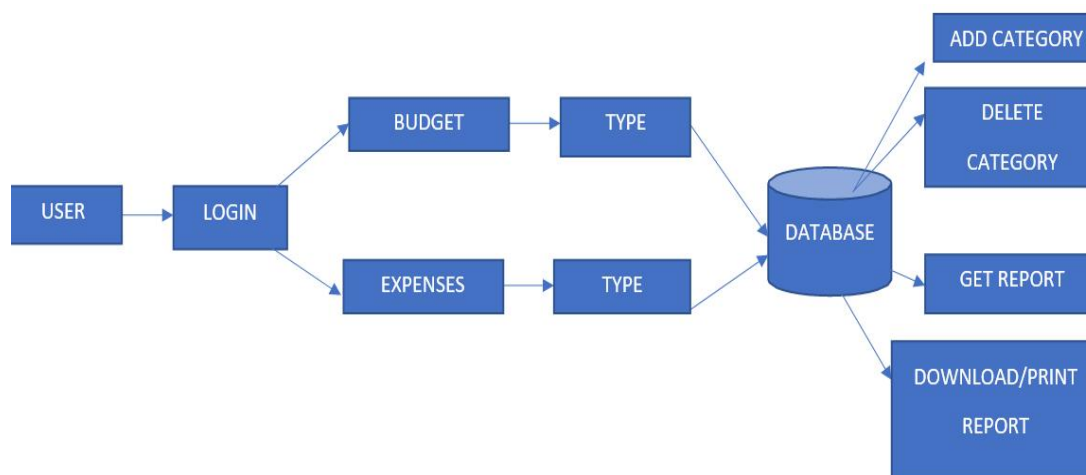 USER
LOGIN
BUDGET
TYPE
EXPENSES
TYPE
DATABASE
ADD CATEGORY
DELETE
CATEGORY
GET REPORT
DOWNLOAD/PRINT
REPORT